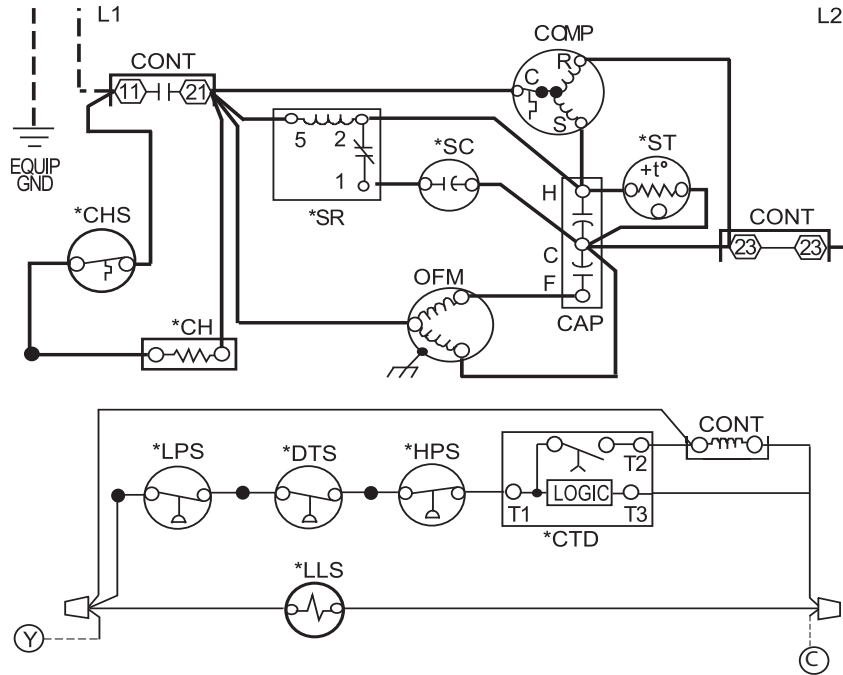 L1
L2
CONT
11
21
COMP
R
C
S
5
2
1
*SR
*SC
*ST
+t°
EQUIP
GND
*CHS
H
C
F
CAP
CONT
23
23
OFM
*CH
*LPS
*DTS
*HPS
CONT
T2
LOGIC
T1
T3
*CTD
*LLS
Y
C